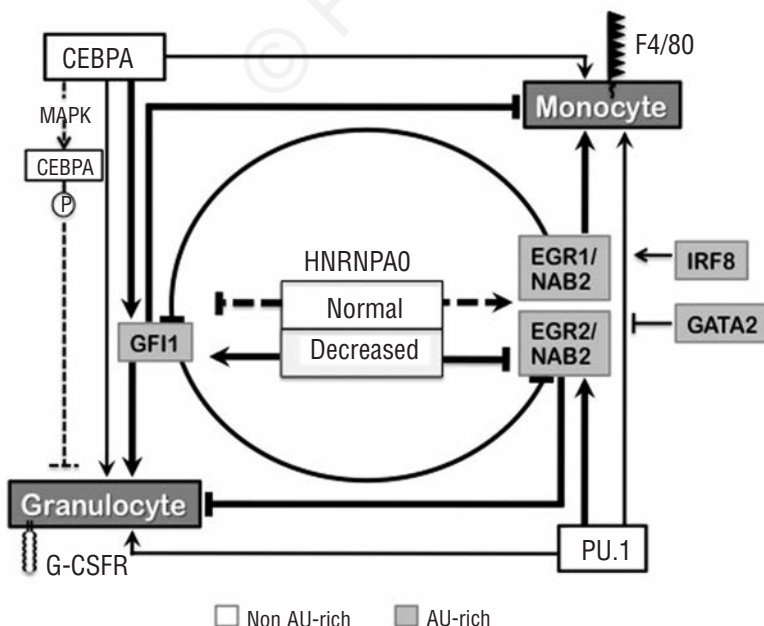 CEBPA
F4/80
Monocyte
MAPK
CEBPA
P
HNRNPA0
Normal
Decreased
EGR1/
NAB2
EGR2/
NAB2
IRF8
GATA2
GFI1
Granulocyte
G-CSFR
PU.1
Non AU-rich
AU-rich